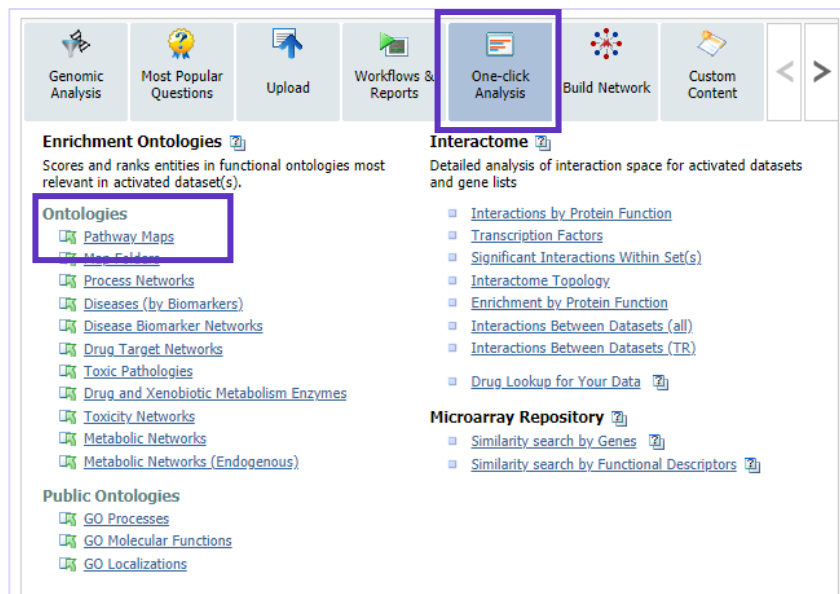 Genomic Analysis
Most Popular Questions
Upload
Workflows & Reports
One-click Analysis
Build Network
Custom Content
Enrichment Ontologies
Scores and ranks entities in functional ontologies most
relevant in activated dataset(s).
Ontologies
Pathway Maps
Map Folders
Process Networks
Diseases (by Biomarkers)
Disease Biomarker Networks
Drug Target Networks
Toxic Pathologies
Drug and Xenobiotic Metabolism Enzymes
Toxicity Networks
Metabolic Networks
Metabolic Networks (Endogenous)
Public Ontologies
GO Processes
GO Molecular Functions
GO Localizations
Interactome
Detailed analysis of interaction space for activated datasets
and gene lists
Interactions by Protein Function
Transcription Factors
Significant Interactions Within Set(s)
Interactome Topology
Enrichment by Protein Function
Interactions Between Datasets (all)
Interactions Between Datasets (TR)
Drug Lookup for Your Data
Microarray Repository
Similarity search by Genes
Similarity search by Functional Descriptors